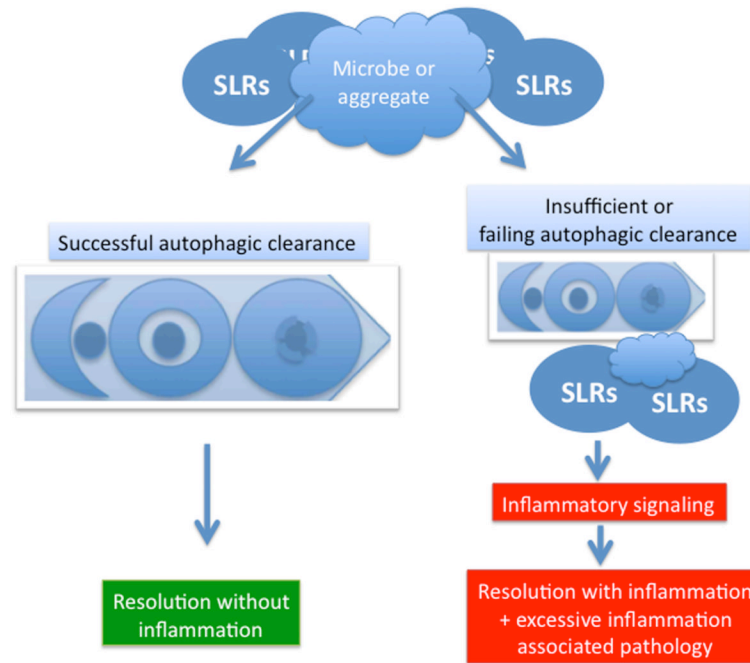 SLRs
Microbe or
aggregate
SLRs
Successful autophagic clearance
Insufficient or
failing autophagic clearance
SLRs
SLRs
Inflammatory signaling
Resolution without
inflammation
Resolution with inflammation
+ excessive inflammation
associated pathology